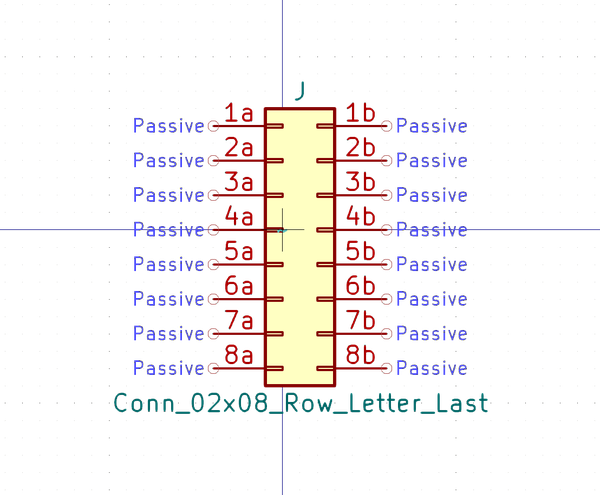 J
Passive 1a 1b Passive
Passive 2a 2b Passive
Passive 3a 3b Passive
Passive 4a 4b Passive
Passive 5a 5b Passive
Passive 6a 6b Passive
Passive 7a 7b Passive
Passive 8a 8b Passive
Conn_02x08_Row_Letter_Last